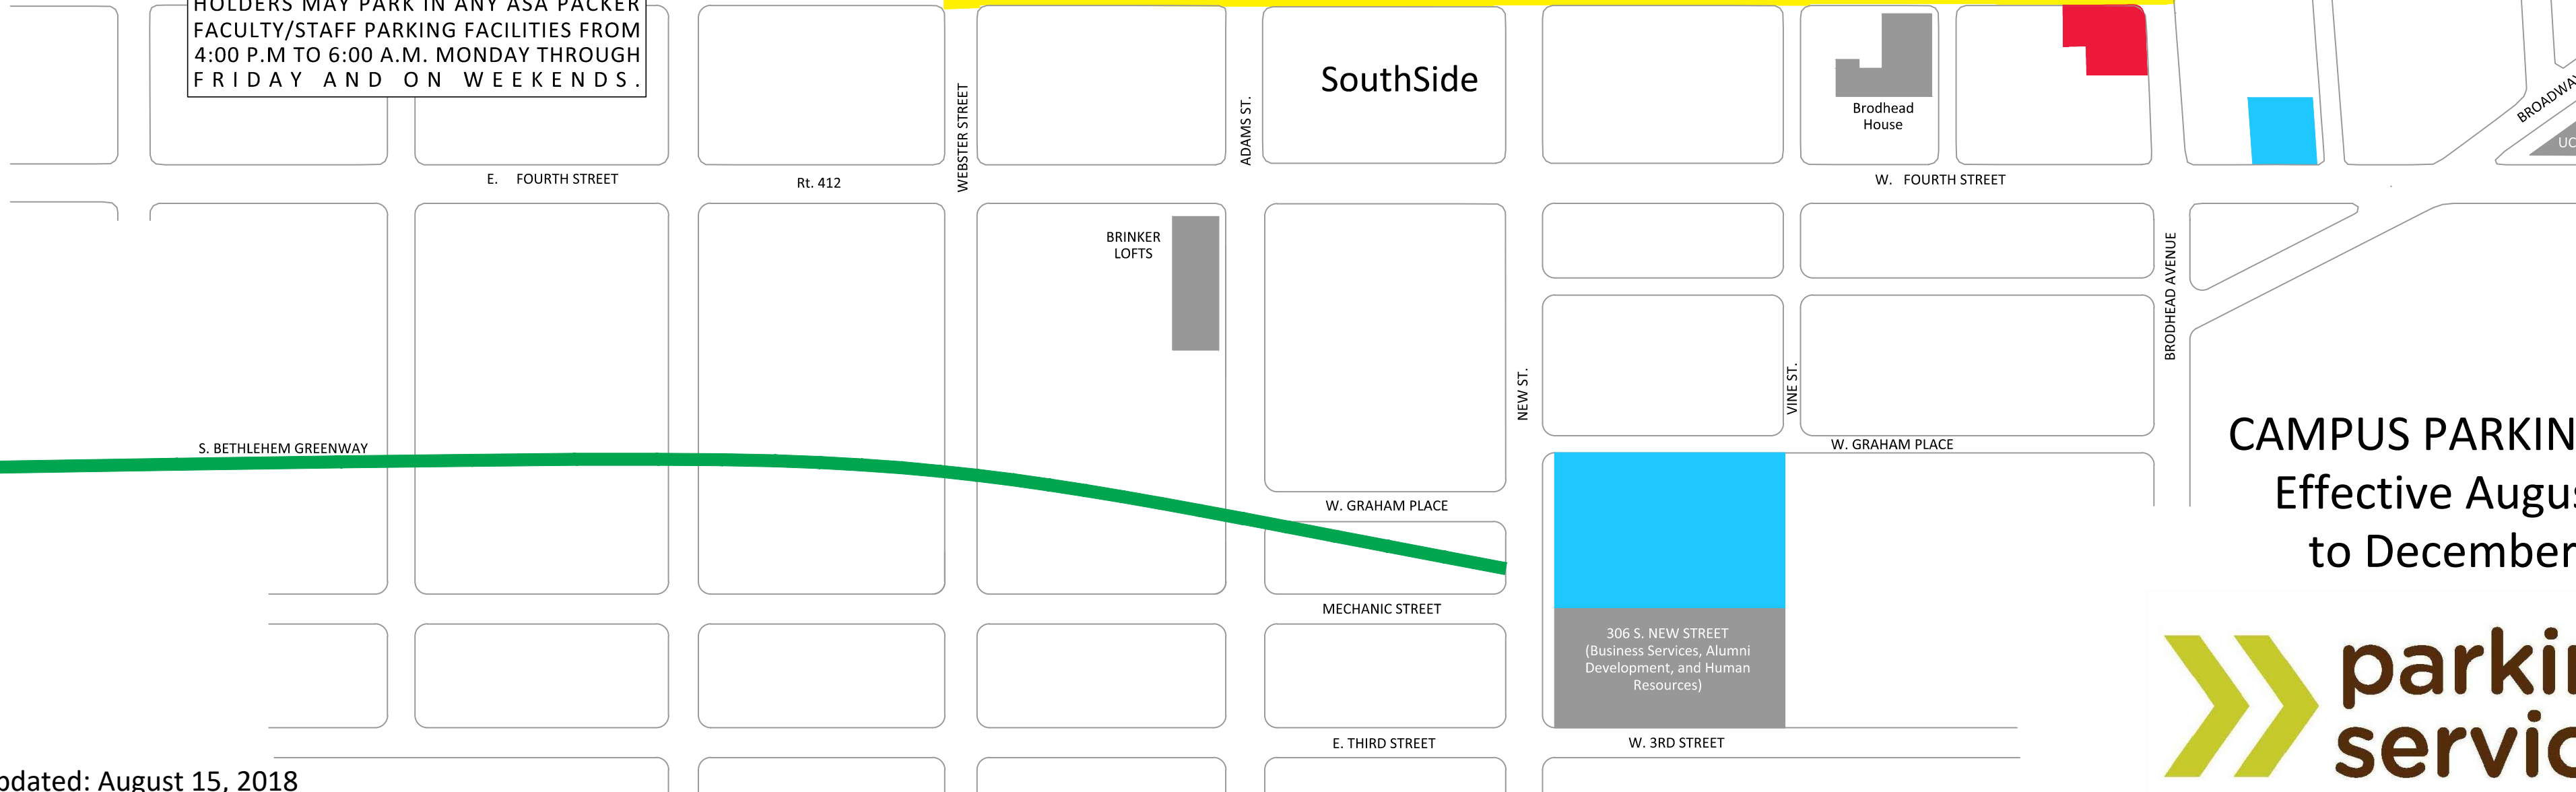 HOLDERS MAY PARK IN ANY ASA PACKER
FACULTY/STAFF PARKING FACILITIES FROM
4:00 P.M TO 6:00 A.M. MONDAY THROUGH
FRIDAY AND ON WEEKENDS.
SouthSide
Brodhead
House
BROADWAY
UC
WEBSTER STREET
ADAMS ST.
E. FOURTH STREET
Rt. 412
W. FOURTH STREET
BRINKER
LOFTS
BRODHEAD AVENUE
NEW ST.
VINE ST.
S. BETHLEHEM GREENWAY
W. GRAHAM PLACE
W. GRAHAM PLACE
CAMPUS PARKIN
Effective Augus
to December
MECHANIC STREET
306 S. NEW STREET
(Business Services, Alumni
Development, and Human
Resources)
E. THIRD STREET
W. 3RD STREET
parkin
servic
pdated: August 15, 2018